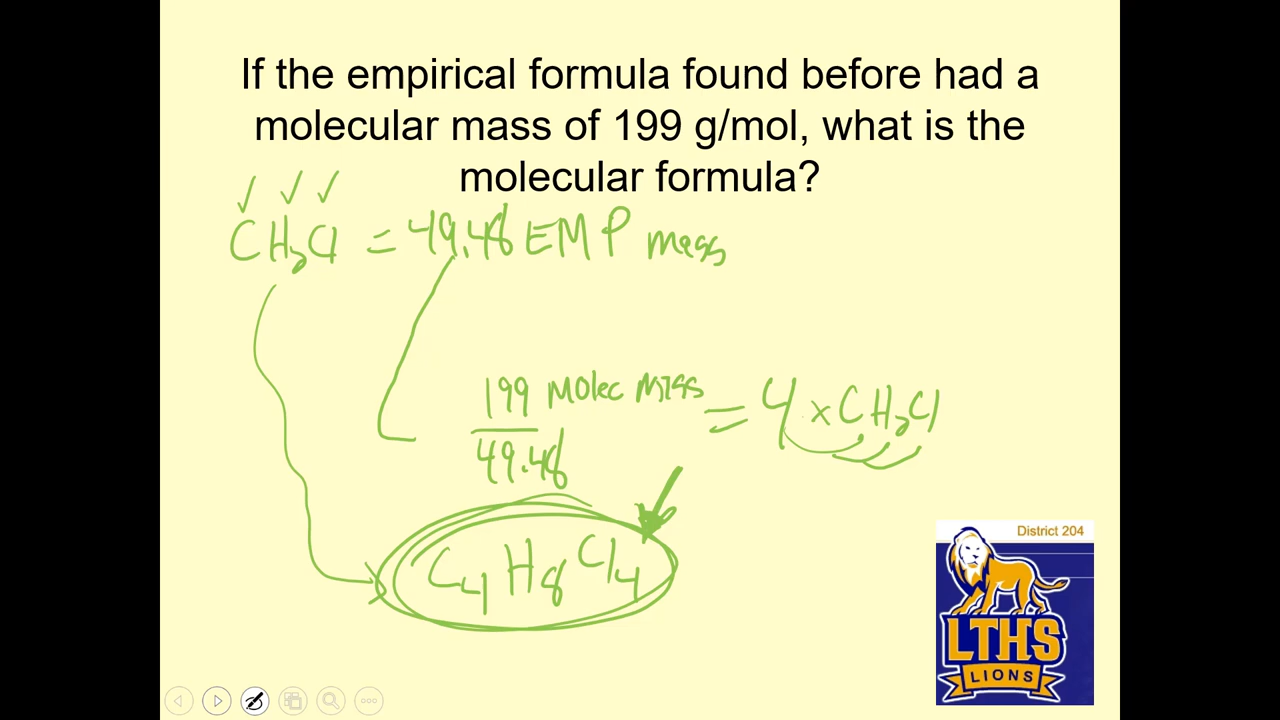 If the empirical formula found before had a
molecular mass of 199 g/mol, what is the
molecular formula?
✓ ✓ ✓
CH₂Cl = 49.48 EMP mass
199 Molec Mass
49.48
= 4 × CH₂Cl
C₄H₈Cl₄
District 204
LTHS
LIONS